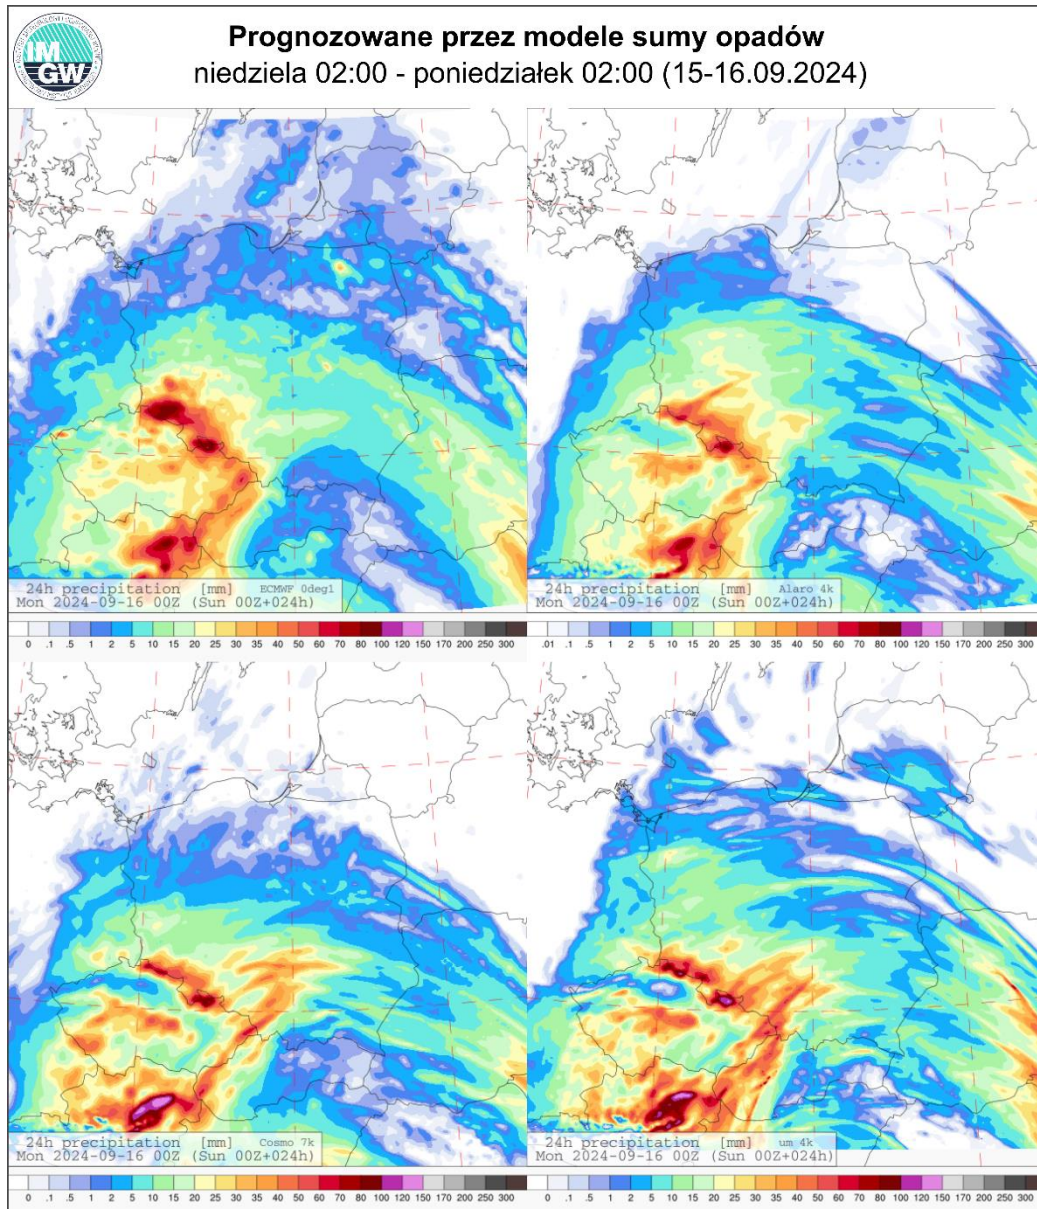 IM
GW
Prognozowane przez modele sumy opadów
niedziela 02:00 - poniedziałek 02:00 (15-16.09.2024)
24h precipitation [mm] ECMWF 0deg1
Mon 2024-09-16 00Z (Sun 00Z+024h)
0 .1 .5 1 2 5 10 15 20 25 30 35 40 50 60 70 80 100 120 150 170 200 250 300
24h precipitation [mm] Alaro 4k
Mon 2024-09-16 00Z (Sun 00Z+024h)
.01 .1 .5 1 2 5 10 15 20 25 30 35 40 50 60 70 80 100 120 150 170 200 250 300
24h precipitation [mm] Cosmo 7k
Mon 2024-09-16 00Z (Sun 00Z+024h)
0 .1 .5 1 2 5 10 15 20 25 30 35 40 50 60 70 80 100 120 150 170 200 250 300
24h precipitation [mm] um 4k
Mon 2024-09-16 00Z (Sun 00Z+024h)
0 .1 .5 1 2 5 10 15 20 25 30 35 40 50 60 70 80 100 120 150 170 200 250 300